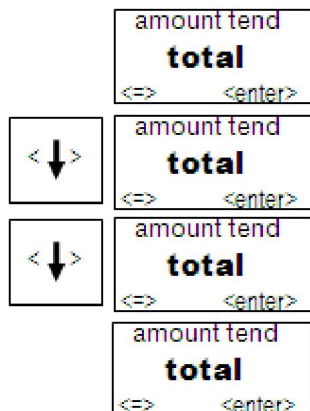 amount tend
total
<=> <enter>
amount tend
< ↓ > total
<=> <enter>
amount tend
< ↓ > total
<=> <enter>
amount tend
total
<=> <enter>